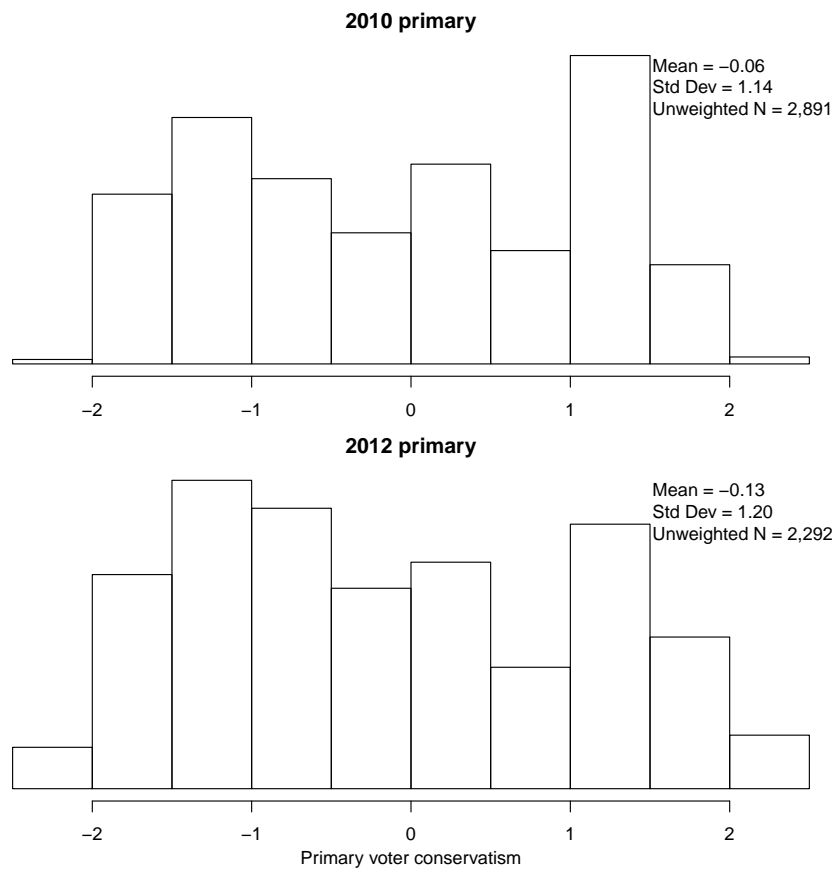 2010 primary
Mean = −0.06
Std Dev = 1.14
Unweighted N = 2,891
−2 −1 0 1 2
2012 primary
Mean = −0.13
Std Dev = 1.20
Unweighted N = 2,292
−2 −1 0 1 2
Primary voter conservatism